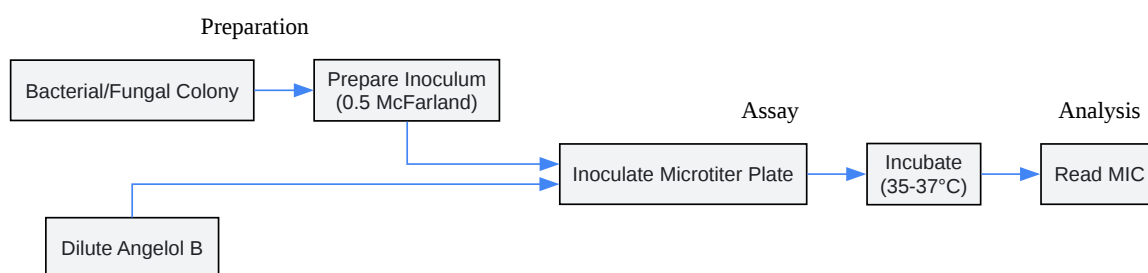 Preparation
Bacterial/Fungal Colony
Prepare Inoculum
(0.5 McFarland)
Assay
Analysis
Inoculate Microtiter Plate
Incubate
(35-37°C)
Read MIC
Dilute Angelol B